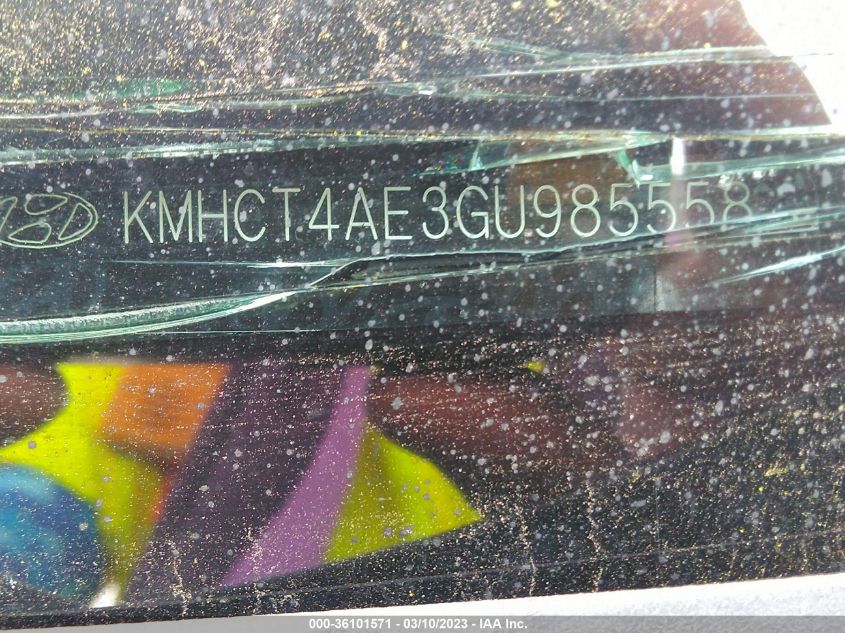 KMHCT4AE3GU985558
000-36101571 - 03/10/2023 - IAA, Inc.